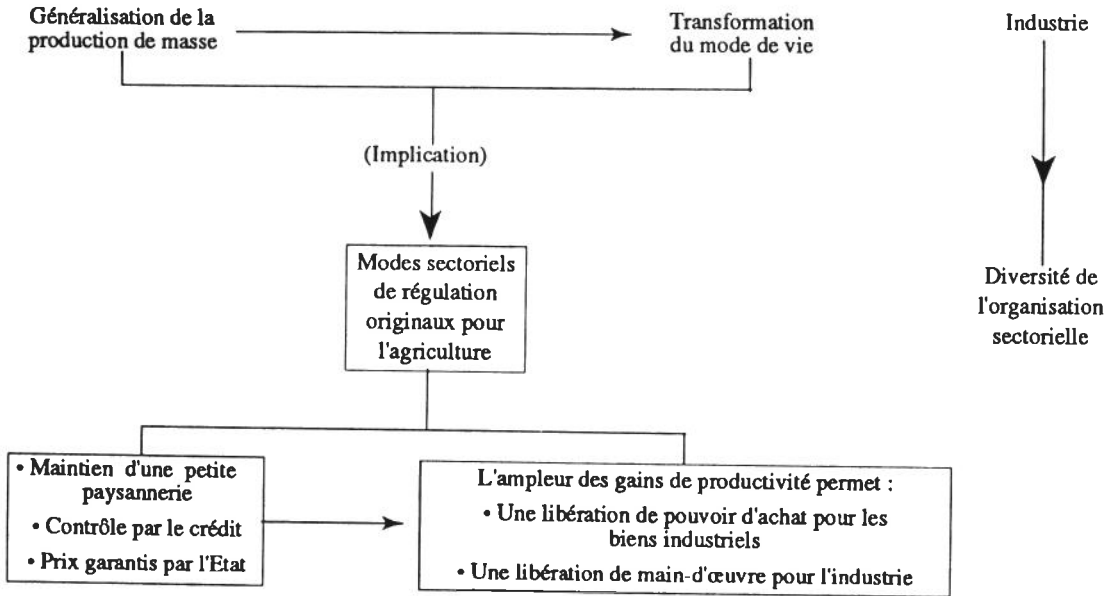 Généralisation de la
production de masse
Transformation
du mode de vie
Industrie
(Implication)
Modes sectoriels
de régulation
originaux pour
l'agriculture
Diversité de
l'organisation
sectorielle
• Maintien d'une petite
paysannerie
• Contrôle par le crédit
• Prix garantis par l'Etat
L'ampleur des gains de productivité permet :
• Une libération de pouvoir d'achat pour les
biens industriels
• Une libération de main-d'œuvre pour l'industrie